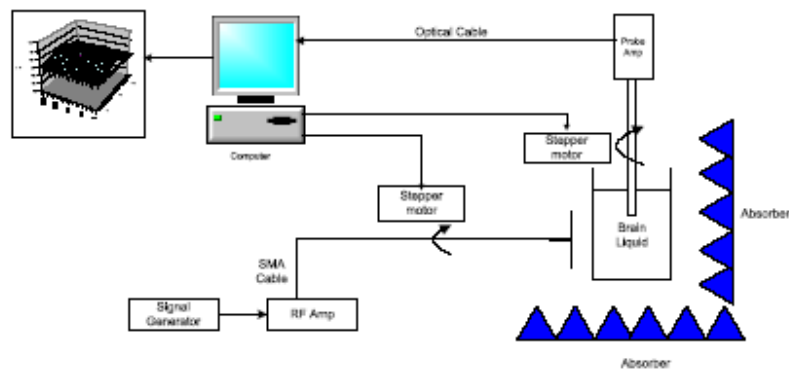 Optical Cable
Probe
Amp
Computer
Stepper
motor
Stepper
motor
Brain
Liquid
Absorber
SMA
Cable
Signal
Generator
RF Amp
Absorber